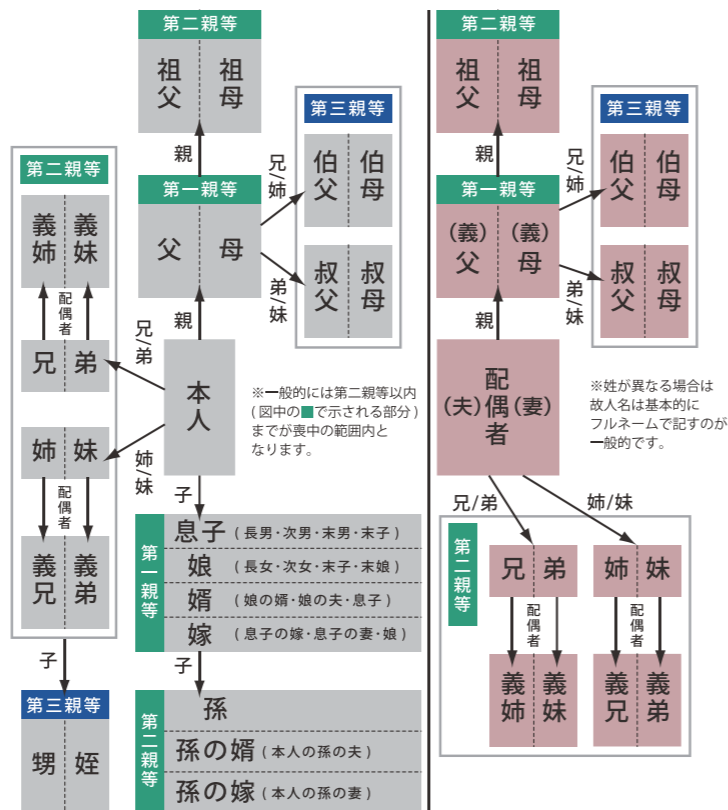 第二親等
祖父 祖母
親
第三親等
伯父 伯母
兄/姉
第一親等
父 母
弟/妹
叔父 叔母
親
第二親等
義姉 義妹
配偶者
兄 弟
兄/弟
本人
※一般的には第二親等以内
(図中の■で示される部分)
までが喪中の範囲内と
なります。
姉 妹
姉/妹
配偶者
義兄 義弟
子
第三親等
甥 姪
子
第一親等
息子(長男・次男・末男・末子)
娘(長女・次女・末子・末娘)
婿(娘の婿・娘の夫・息子)
嫁(息子の嫁・息子の妻・娘)
子
第二親等
孫
孫の婿(本人の孫の夫)
孫の嫁(本人の孫の妻)
第二親等
祖父 祖母
親
第三親等
伯父 伯母
兄/姉
第一親等
(義)父 (義)母
弟/妹
叔父 叔母
親
(夫)配偶者(妻)
※姓が異なる場合は
故人名は基本的に
フルネームで記すのが
一般的です。
兄/弟
姉/妹
第二親等
兄 弟
姉 妹
配偶者
配偶者
義姉 義妹
義兄 義弟